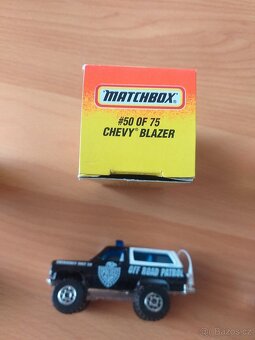 MATCHBOX
#50 OF 75
CHEVY® BLAZER
OFF ROAD PATROL